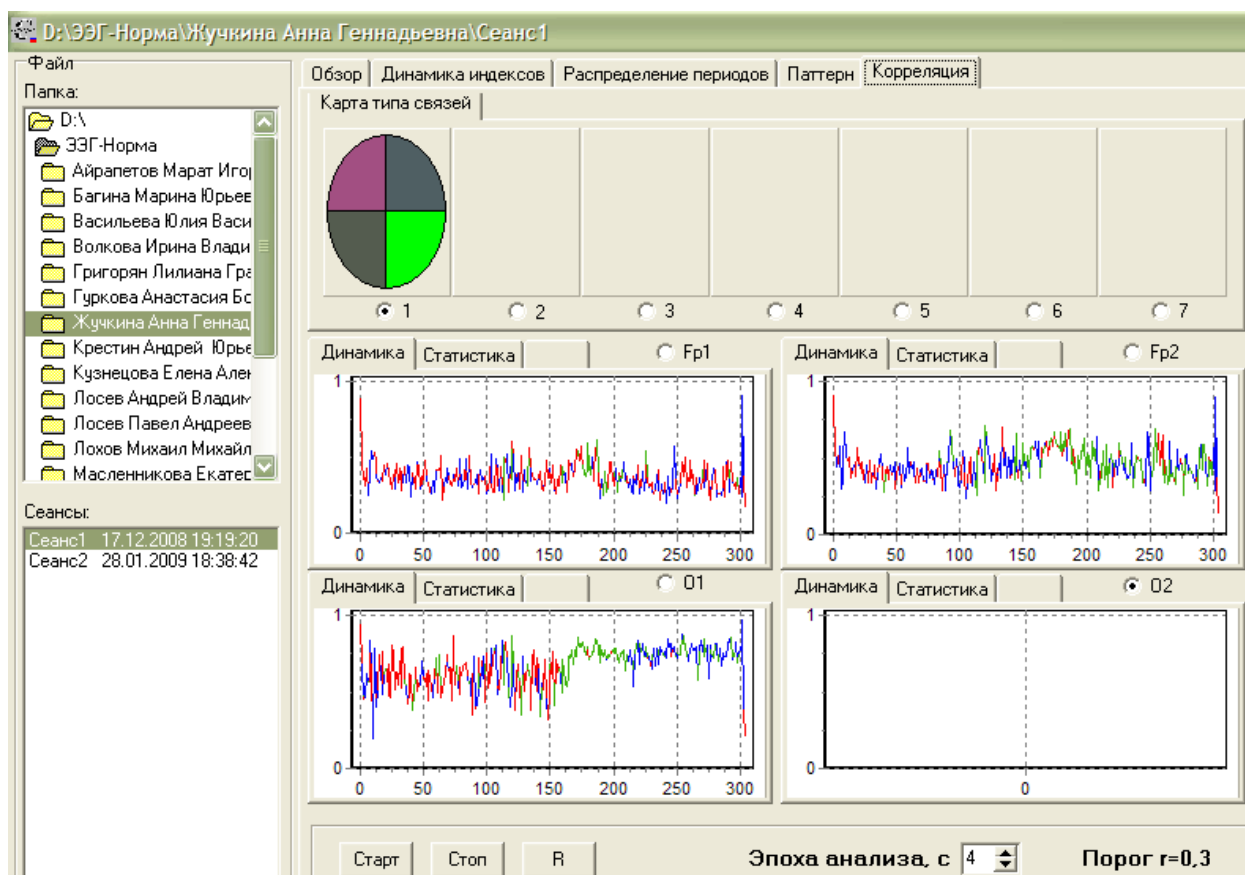 D:\ЭЭГ-Норма\Жучкина Анна Геннадьевна\Сеанс1
Файл
Папка:
D:\
ЭЭГ-Норма
Айрапетов Марат Игор
Багина Марина Юрьев
Васильева Юлия Васи
Волкова Ирина Влади
Григорян Лилиана Гра
Гуркова Анастасия Бо
Жучкина Анна Геннад
Крестин Андрей Юрье
Кузнецова Елена Алек
Лосев Андрей Владим
Лосев Павел Андреев
Лохов Михаил Михайл
Масленникова Екатер
Сеансы:
Сеанс1 17.12.2008 19:19:20
Сеанс2 28.01.2009 18:38:42
Обзор Динамика индексов Распределение периодов Паттерн Корреляция
Карта типа связей
1 2 3 4 5 6 7
Динамика Статистика Fp1
1
0
0 50 100 150 200 250 300
Динамика Статистика Fp2
1
0
0 50 100 150 200 250 300
Динамика Статистика O1
1
0
0 50 100 150 200 250 300
Динамика Статистика O2
1
0
0
Старт Стоп R Эпоха анализа, с 4 Порог r=0,3